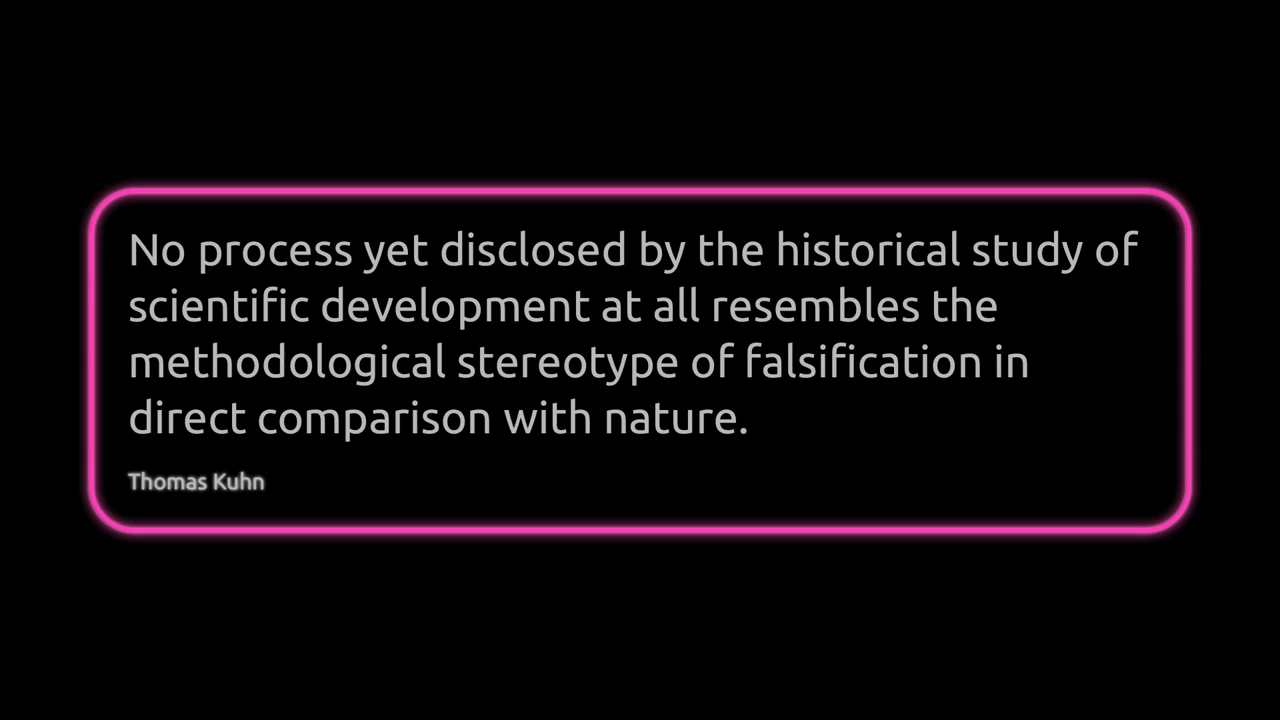 No process yet disclosed by the historical study of
scientific development at all resembles the
methodological stereotype of falsification in
direct comparison with nature.
Thomas Kuhn